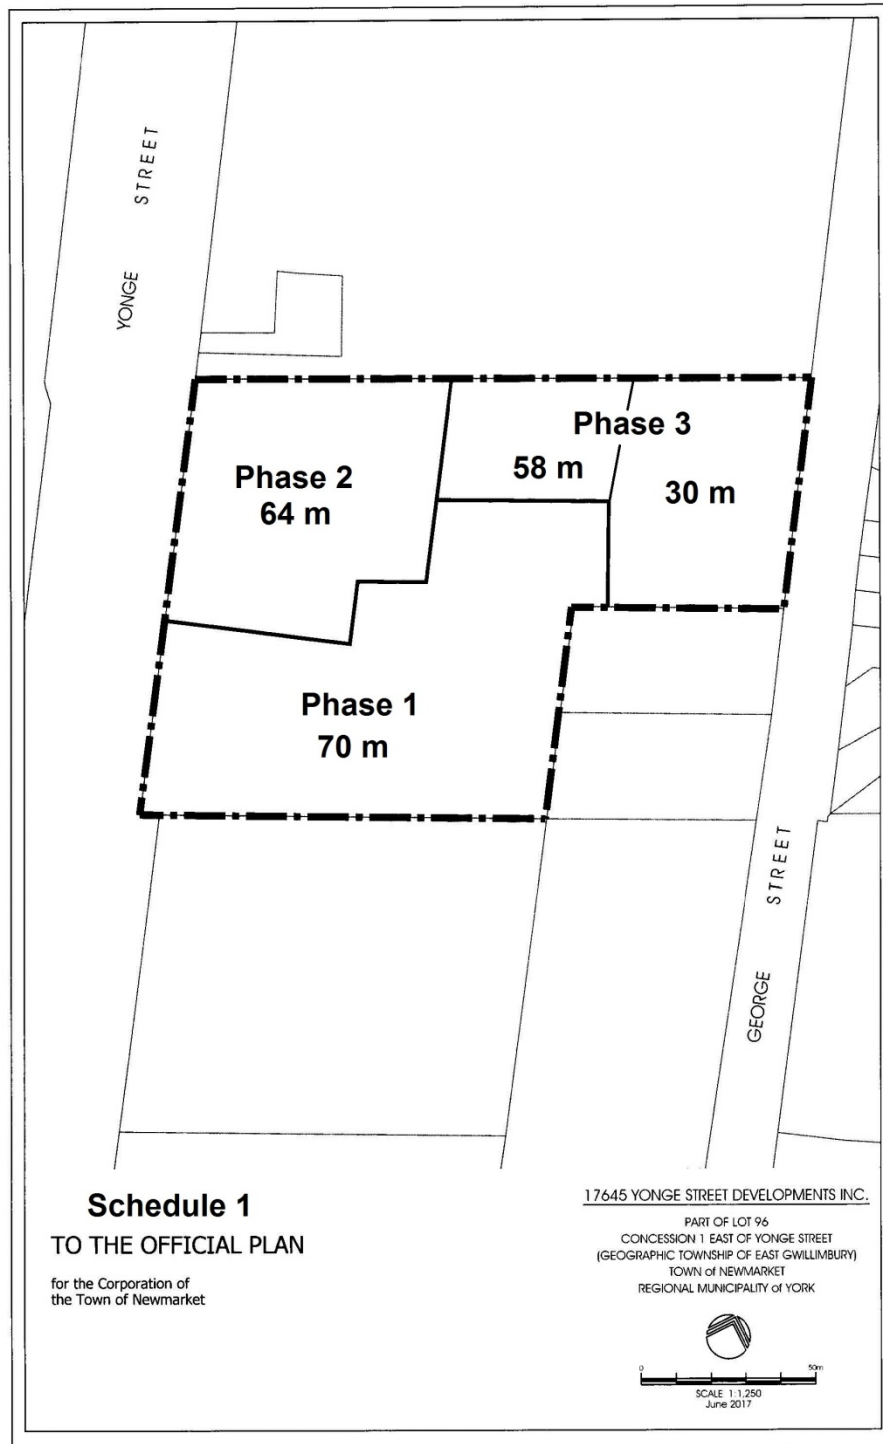 YONGE STREET
Phase 2
64 m
Phase 3
58 m
30 m
Phase 1
70 m
GEORGE STREET
Schedule 1
TO THE OFFICIAL PLAN
for the Corporation of
the Town of Newmarket
17645 YONGE STREET DEVELOPMENTS INC.
PART OF LOT 96
CONCESSION 1 EAST OF YONGE STREET
(GEOGRAPHIC TOWNSHIP OF EAST GWILLIMBURY)
TOWN of NEWMARKET
REGIONAL MUNICIPALITY of YORK
0 50m
SCALE 1:1,250
June 2017